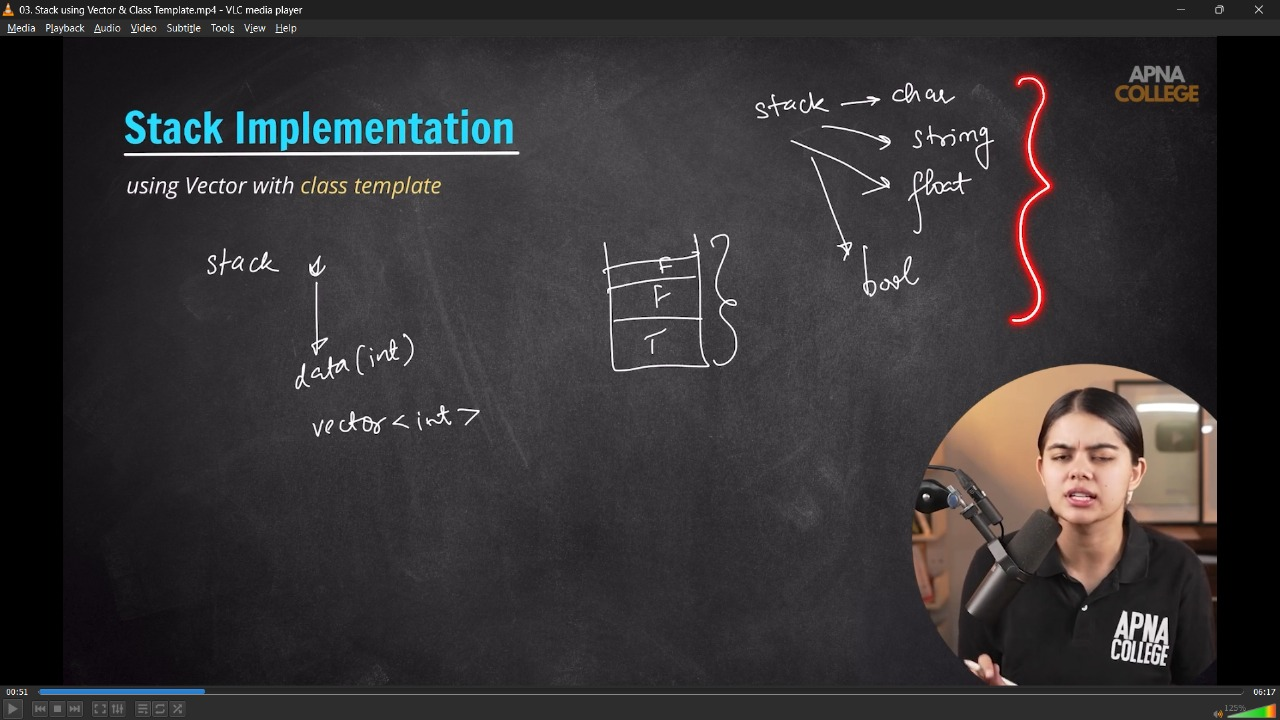 03. Stack using Vector & Class Template.mp4 - VLC media player
Media Playback Audio Video Subtitle Tools View Help
APNA
COLLEGE
Stack Implementation
using Vector with class template
stack → char
string
float
bool
stack
data (int)
vector < int >
F
F
T
APNA
COLLEGE
00:51
06:17
125%